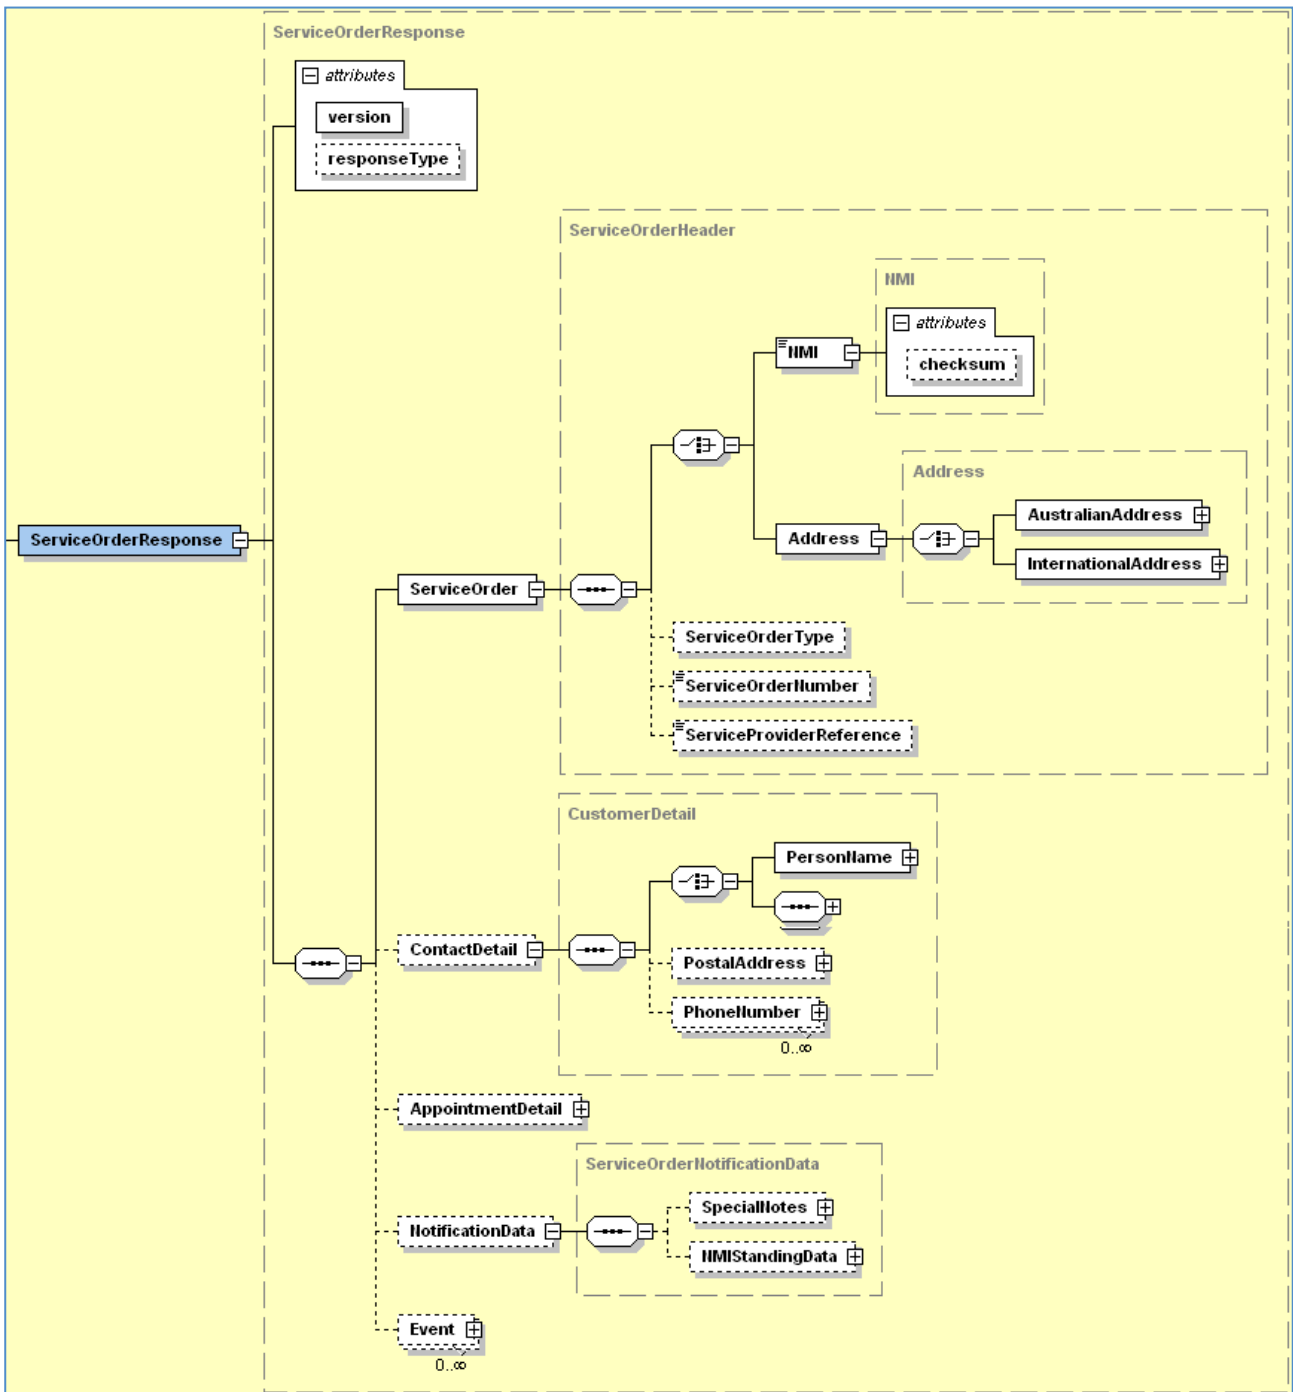 ServiceOrderResponse
attributes
version
responseType
ServiceOrderHeader
NMI
attributes
NMI
checksum
Address
AustralianAddress
ServiceOrderResponse
Address
InternationalAddress
ServiceOrder
ServiceOrderType
ServiceOrderNumber
ServiceProviderReference
CustomerDetail
PersonName
ContactDetail
PostalAddress
PhoneNumber
0..∞
AppointmentDetail
ServiceOrderNotificationData
SpecialNotes
NotificationData
NMIStandingData
Event
0..∞